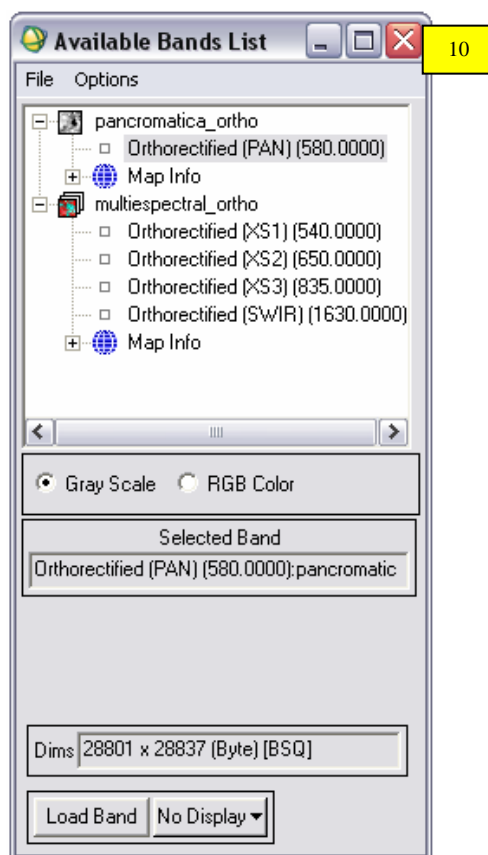 Available Bands List
10
File Options
pancromatica_ortho
Orthorectified (PAN) (580.0000)
Map Info
multiespectral_ortho
Orthorectified (XS1) (540.0000)
Orthorectified (XS2) (650.0000)
Orthorectified (XS3) (835.0000)
Orthorectified (SWIR) (1630.0000)
Map Info
Gray Scale RGB Color
Selected Band
Orthorectified (PAN) (580.0000):pancromatic
Dims 28801 x 28837 (Byte) [BSQ]
Load Band No Display